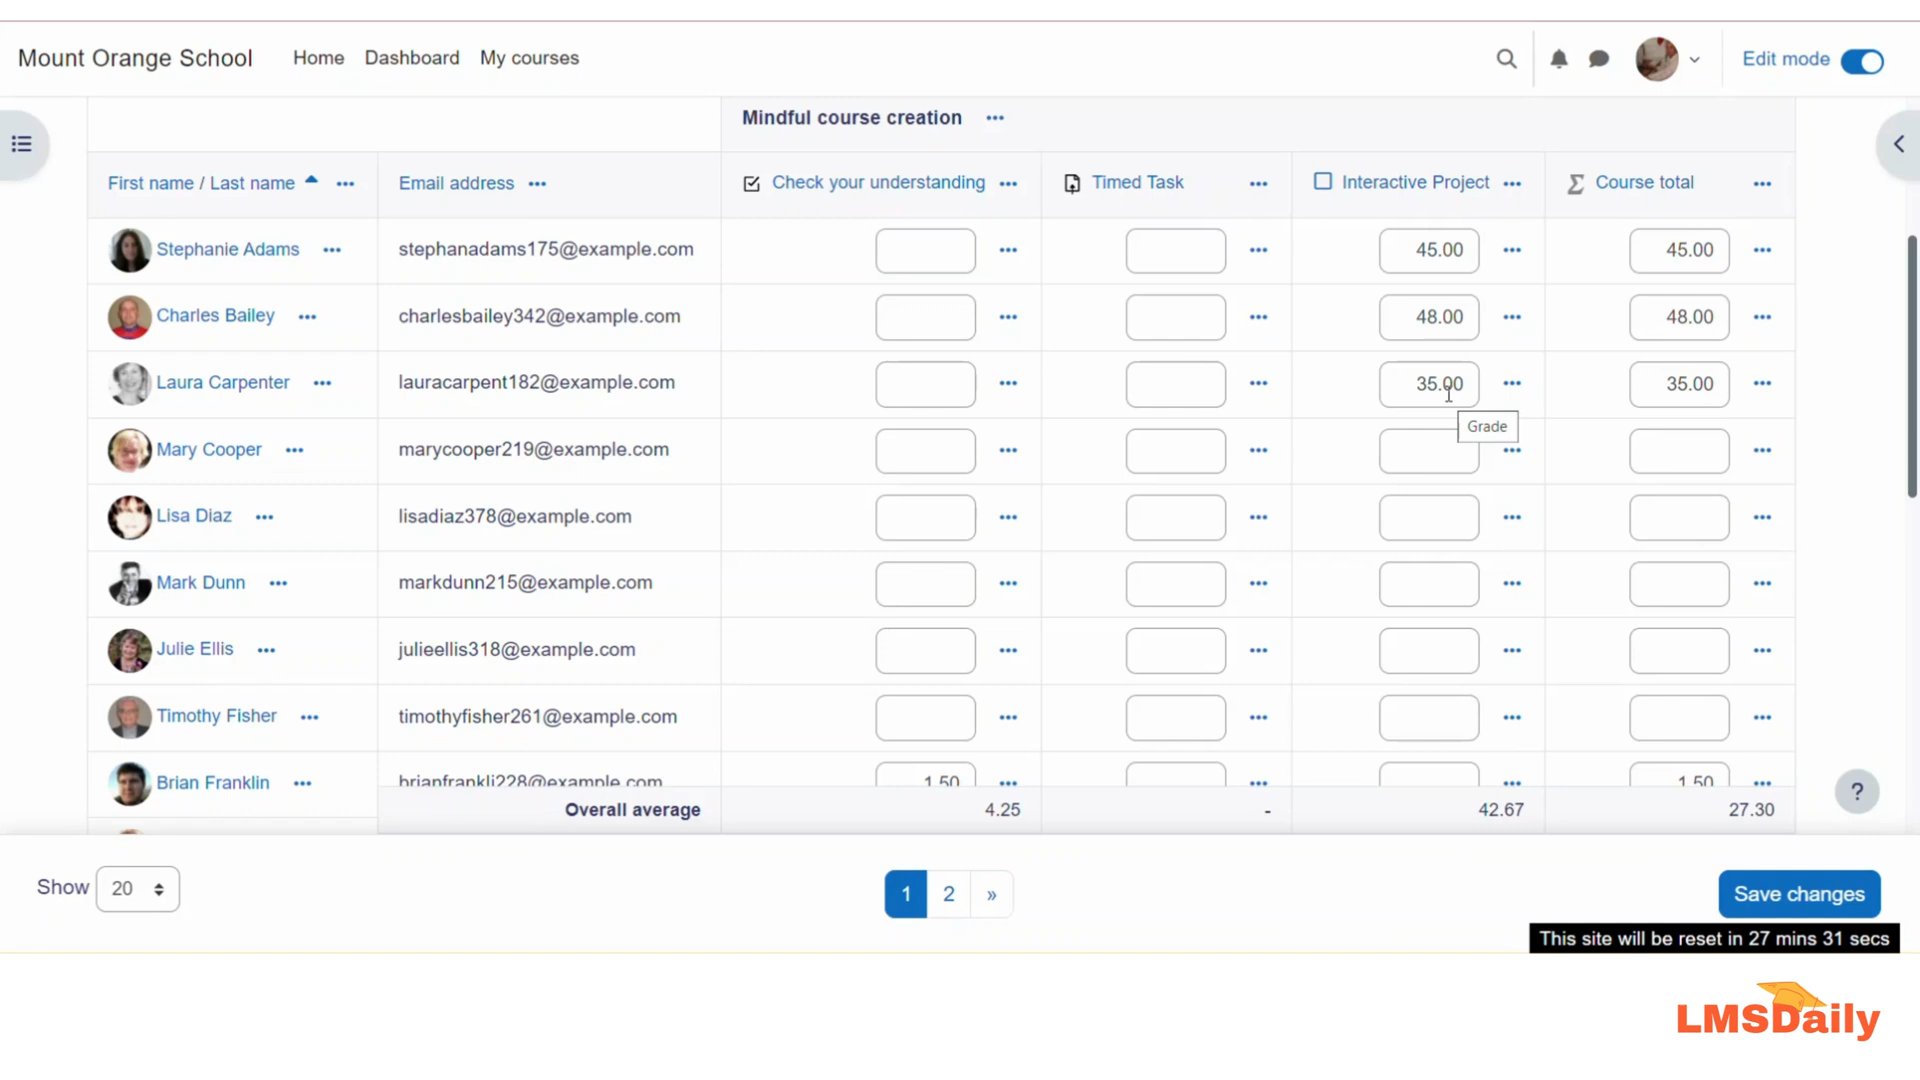 Mount Orange School Home Dashboard My courses Edit mode
Mindful course creation
First name / Last name Email address Check your understanding Timed Task Interactive Project Σ Course total
Stephanie Adams stephanadams175@example.com 45.00 45.00
Charles Bailey charlesbailey342@example.com 48.00 48.00
Laura Carpenter lauracarpent182@example.com 35.00 35.00
Grade
Mary Cooper marycooper219@example.com
Lisa Diaz lisadiaz378@example.com
Mark Dunn markdunn215@example.com
Julie Ellis julieellis318@example.com
Timothy Fisher timothyfisher261@example.com
Brian Franklin brianfrankli228@example.com 1.50 1.50
Overall average 4.25 - 42.67 27.30
?
Show 20 1 2 » Save changes
This site will be reset in 27 mins 31 secs
LMSDaily